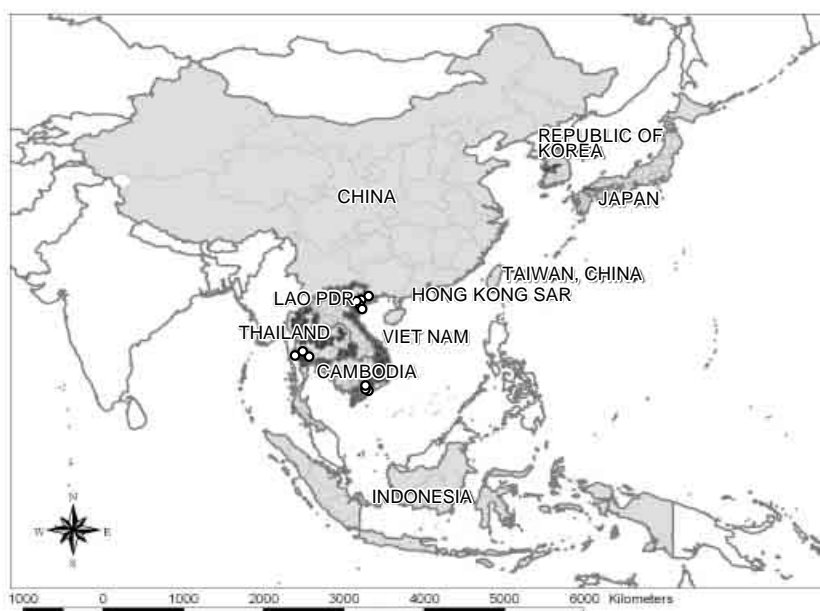 REPUBLIC OF
KOREA
CHINA
JAPAN
TAIWAN, CHINA
LAO PDR
HONG KONG SAR
THAILAND
VIET NAM
CAMBODIA
INDONESIA
N
W E
S
1000 0 1000 2000 3000 4000 5000 6000 Kilometers